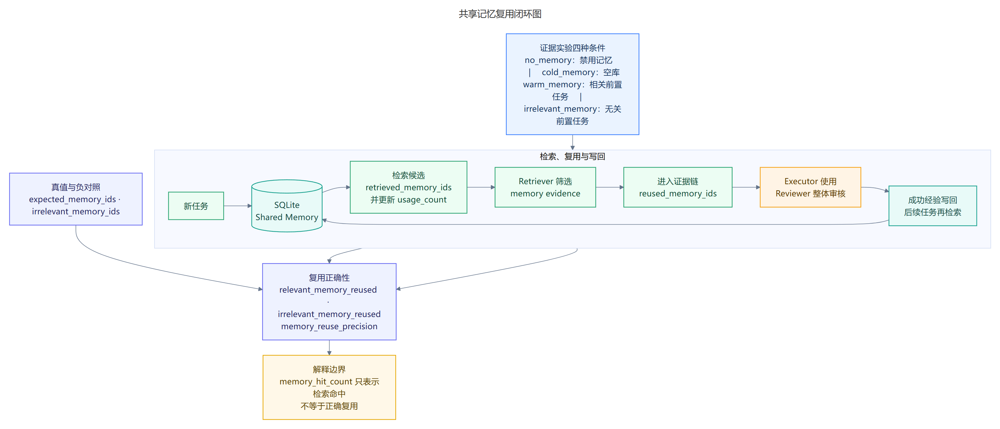 共享记忆复用闭环图
证据实验四种条件
no_memory：禁用记忆
| cold_memory：空库
warm_memory：相关前置
任务 |
irrelevant_memory：无关
前置任务
检索、复用与写回
真值与负对照
expected_memory_ids ·
irrelevant_memory_ids
新任务
SQLite
Shared Memory
检索候选
retrieved_memory_ids
并更新 usage_count
Retriever 筛选
memory evidence
进入证据链
reused_memory_ids
Executor 使用
Reviewer 整体审核
成功经验写回
后续任务再检索
复用正确性
relevant_memory_reused
·
irrelevant_memory_reused
memory_reuse_precision
解释边界
memory_hit_count 只表示
检索命中
不等于正确复用